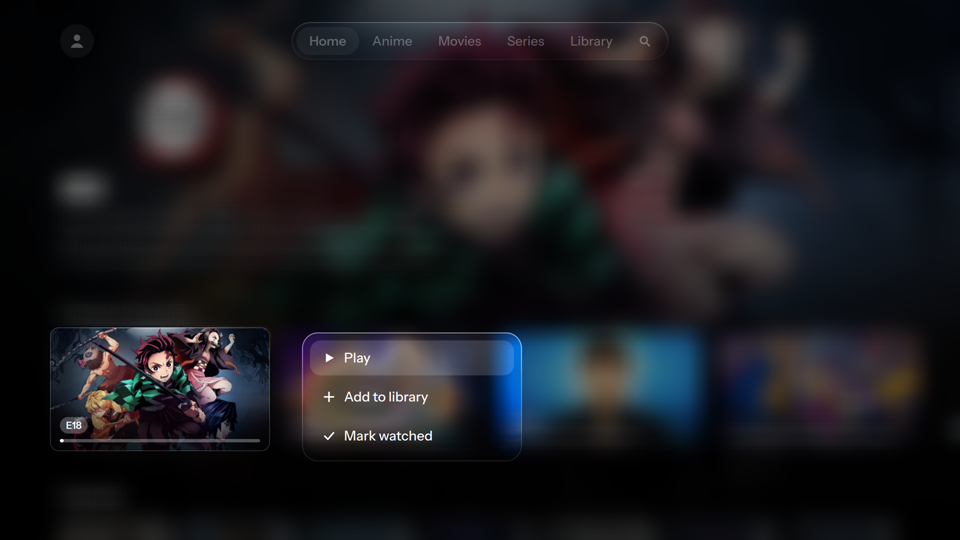 Home
Anime
Movies
Series
Library
Play
Add to library
E18
Mark watched